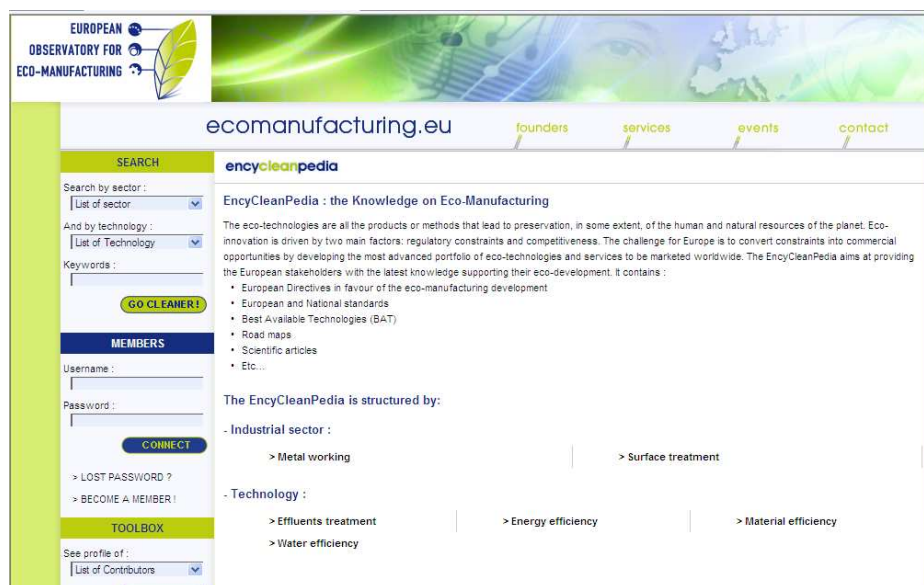 EUROPEAN
OBSERVATORY FOR
ECO-MANUFACTURING
ecomanufacturing.eu
founders
services
events
contact
SEARCH
Search by sector :
List of sector
And by technology :
List of Technology
Keywords :
GO CLEANER !
MEMBERS
Username :
Password :
CONNECT
> LOST PASSWORD ?
> BECOME A MEMBER !
TOOLBOX
See profile of :
List of Contributors
encycleanpedia
EncyCleanPedia : the Knowledge on Eco-Manufacturing
The eco-technologies are all the products or methods that lead to preservation, in some extent, of the human and natural resources of the planet. Eco-
innovation is driven by two main factors: regulatory constraints and competitiveness. The challenge for Europe is to convert constraints into commercial
opportunities by developing the most advanced portfolio of eco-technologies and services to be marketed worldwide. The EncyCleanPedia aims at providing
the European stakeholders with the latest knowledge supporting their eco-development. It contains :
• European Directives in favour of the eco-manufacturing development
• European and National standards
• Best Available Technologies (BAT)
• Road maps
• Scientific articles
• Etc...
The EncyCleanPedia is structured by:
- Industrial sector :
> Metal working
> Surface treatment
- Technology :
> Effluents treatment
> Energy efficiency
> Material efficiency
> Water efficiency